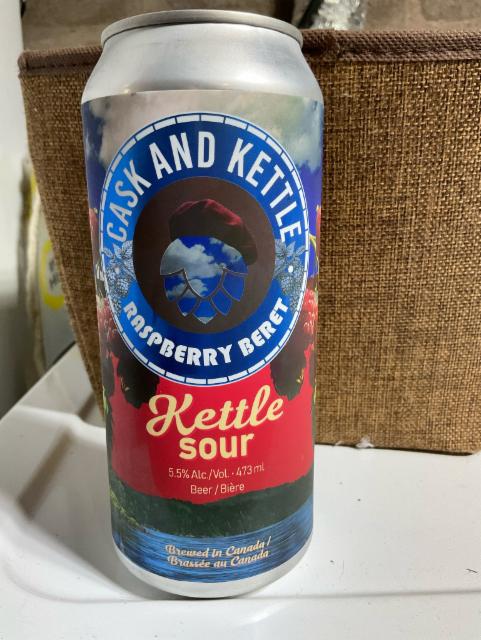 CASK AND KETTLE
RASPBERRY BERET
Kettle
sour
5.5% Alc./Vol. · 473 ml
Beer / Bière
Brewed in Canada /
Brassée au Canada